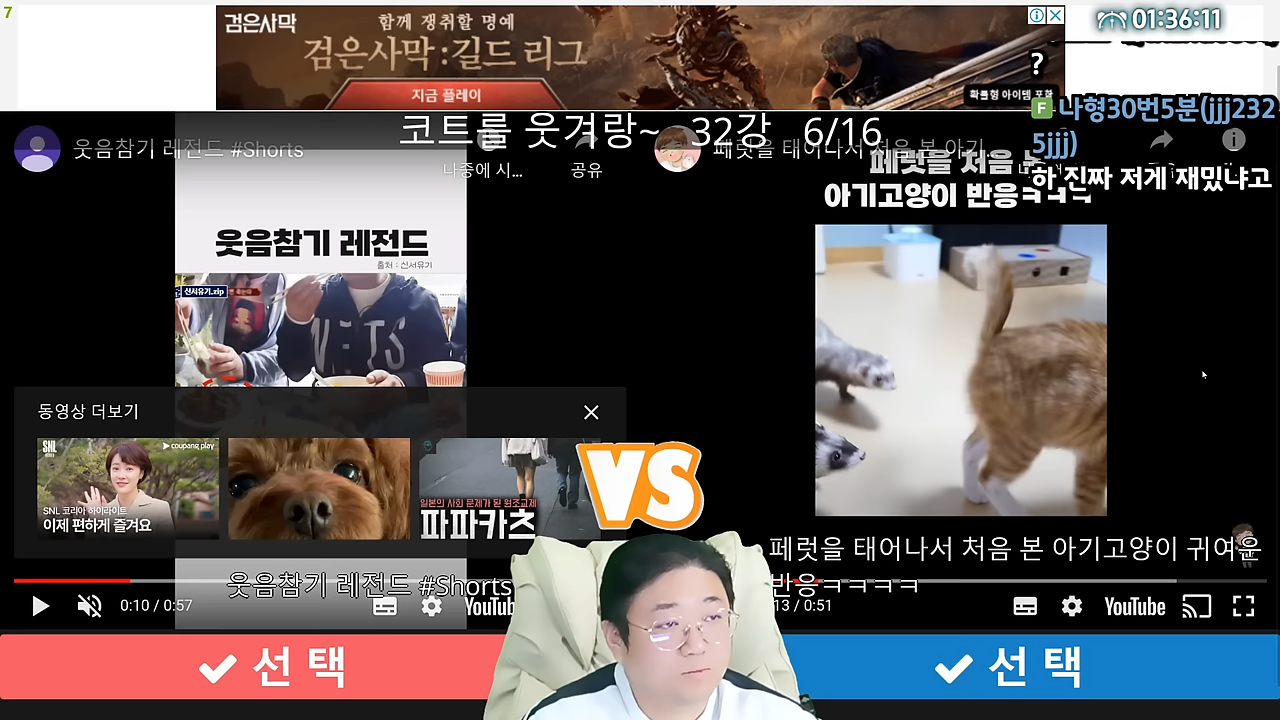 7
검은사막
함께 쟁취할 명예
검은사막:길드 리그
지금 플레이
?
확률형 아이템 포함
01:36:11
F 나형30번5분(jjj232
5jjj)
하 진짜 저게 재밌냐고
코트를 웃겨랑~ 32강 6/16
웃음참기 레전드 #Shorts
나중에 시...
공유
페럿을 태어나서 처음 본 아기...
페럿을 처음
아기고양이 반응ㅋㅋㅋ
웃음참기 레전드
출처 : 신서유기
신서유기.zip
NETS
동영상 더보기
SNL
coupang play
SNL 코리아 하이라이트
이제 편하게 즐겨요
일본의 사회 문제가 된 원조교제
파파카츠
VS
웃음참기 레전드 #Shorts
0:10 / 0:57
YouTub
페럿을 태어나서 처음 본 아기고양이 귀여운
반응ㅋㅋㅋㅋ
13 / 0:51
YouTube
선 택
선 택